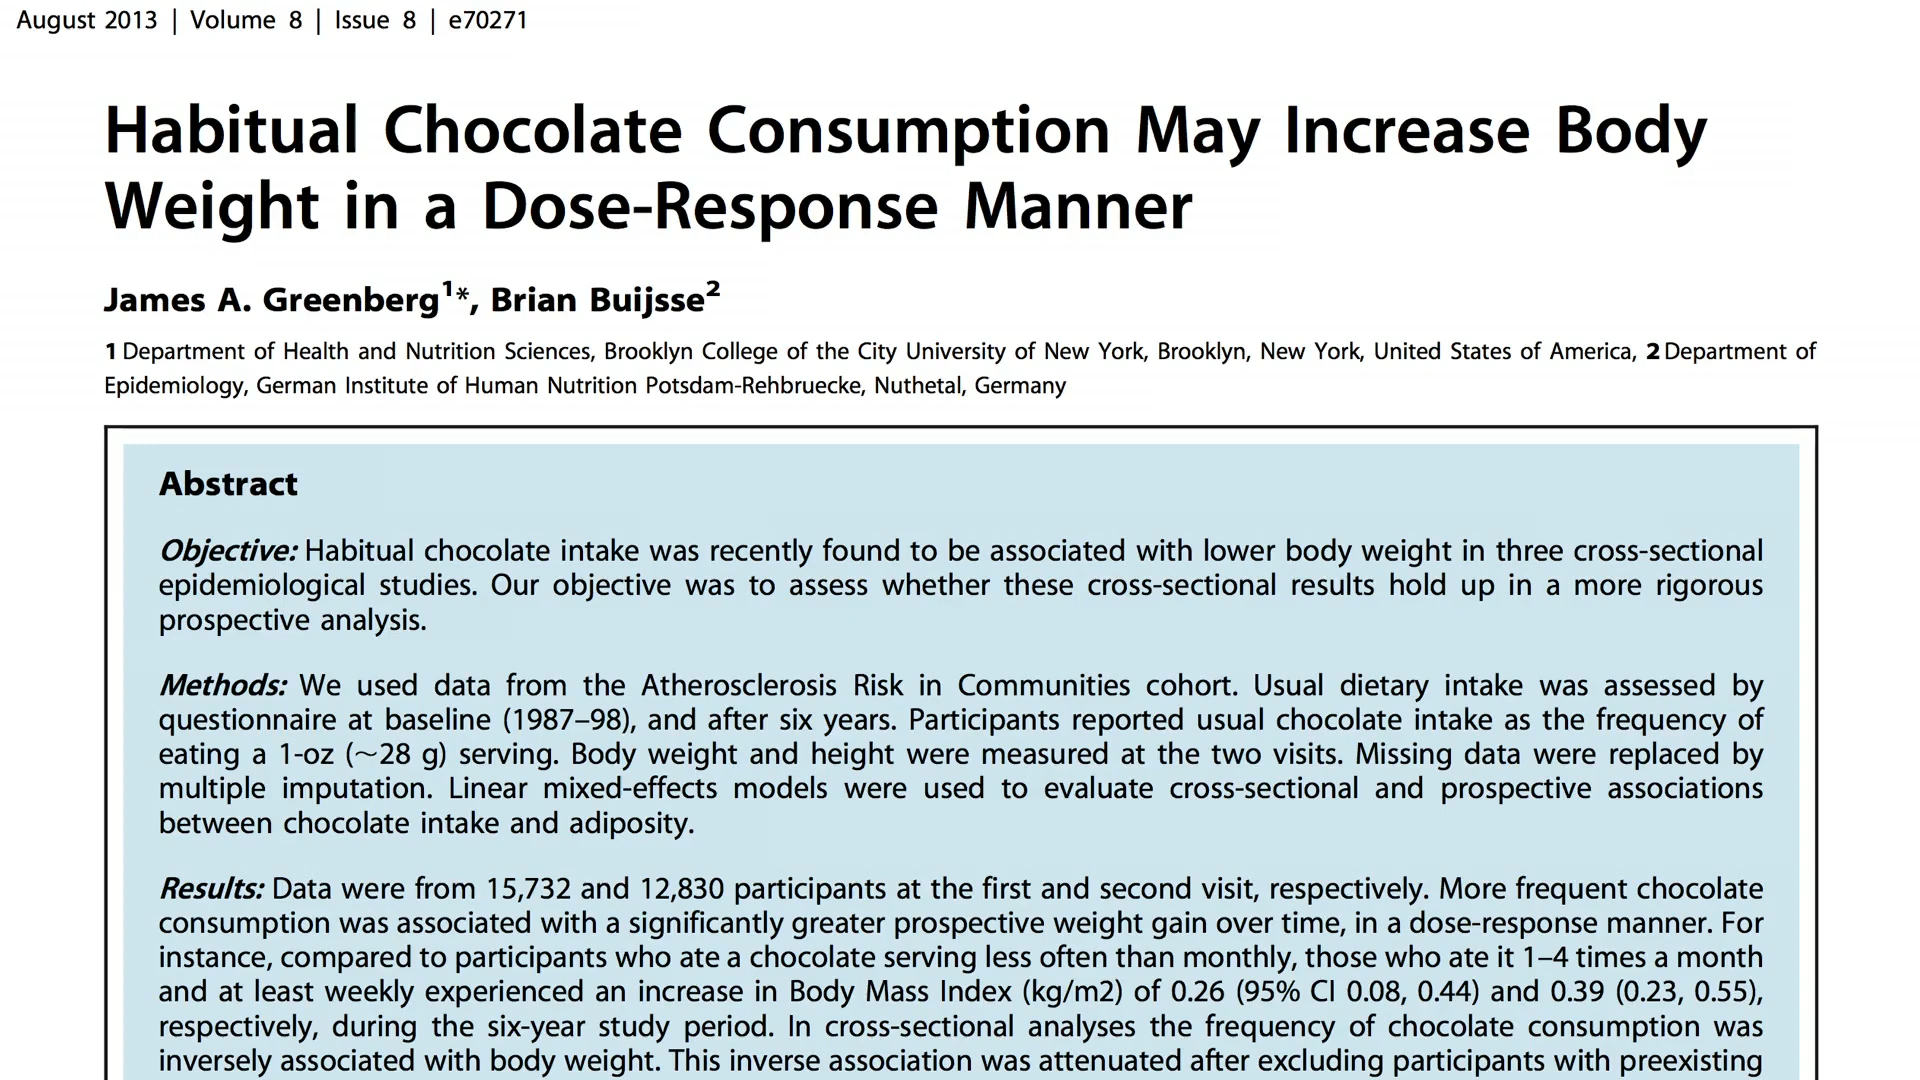 August 2013 | Volume 8 | Issue 8 | e70271
Habitual Chocolate Consumption May Increase Body
Weight in a Dose-Response Manner
James A. Greenberg1*, Brian Buijsse2
1 Department of Health and Nutrition Sciences, Brooklyn College of the City University of New York, Brooklyn, New York, United States of America, 2 Department of
Epidemiology, German Institute of Human Nutrition Potsdam-Rehbruecke, Nuthetal, Germany
Abstract
Objective: Habitual chocolate intake was recently found to be associated with lower body weight in three cross-sectional
epidemiological studies. Our objective was to assess whether these cross-sectional results hold up in a more rigorous
prospective analysis.
Methods: We used data from the Atherosclerosis Risk in Communities cohort. Usual dietary intake was assessed by
questionnaire at baseline (1987–98), and after six years. Participants reported usual chocolate intake as the frequency of
eating a 1-oz (~28 g) serving. Body weight and height were measured at the two visits. Missing data were replaced by
multiple imputation. Linear mixed-effects models were used to evaluate cross-sectional and prospective associations
between chocolate intake and adiposity.
Results: Data were from 15,732 and 12,830 participants at the first and second visit, respectively. More frequent chocolate
consumption was associated with a significantly greater prospective weight gain over time, in a dose-response manner. For
instance, compared to participants who ate a chocolate serving less often than monthly, those who ate it 1–4 times a month
and at least weekly experienced an increase in Body Mass Index (kg/m2) of 0.26 (95% CI 0.08, 0.44) and 0.39 (0.23, 0.55),
respectively, during the six-year study period. In cross-sectional analyses the frequency of chocolate consumption was
inversely associated with body weight. This inverse association was attenuated after excluding participants with preexisting